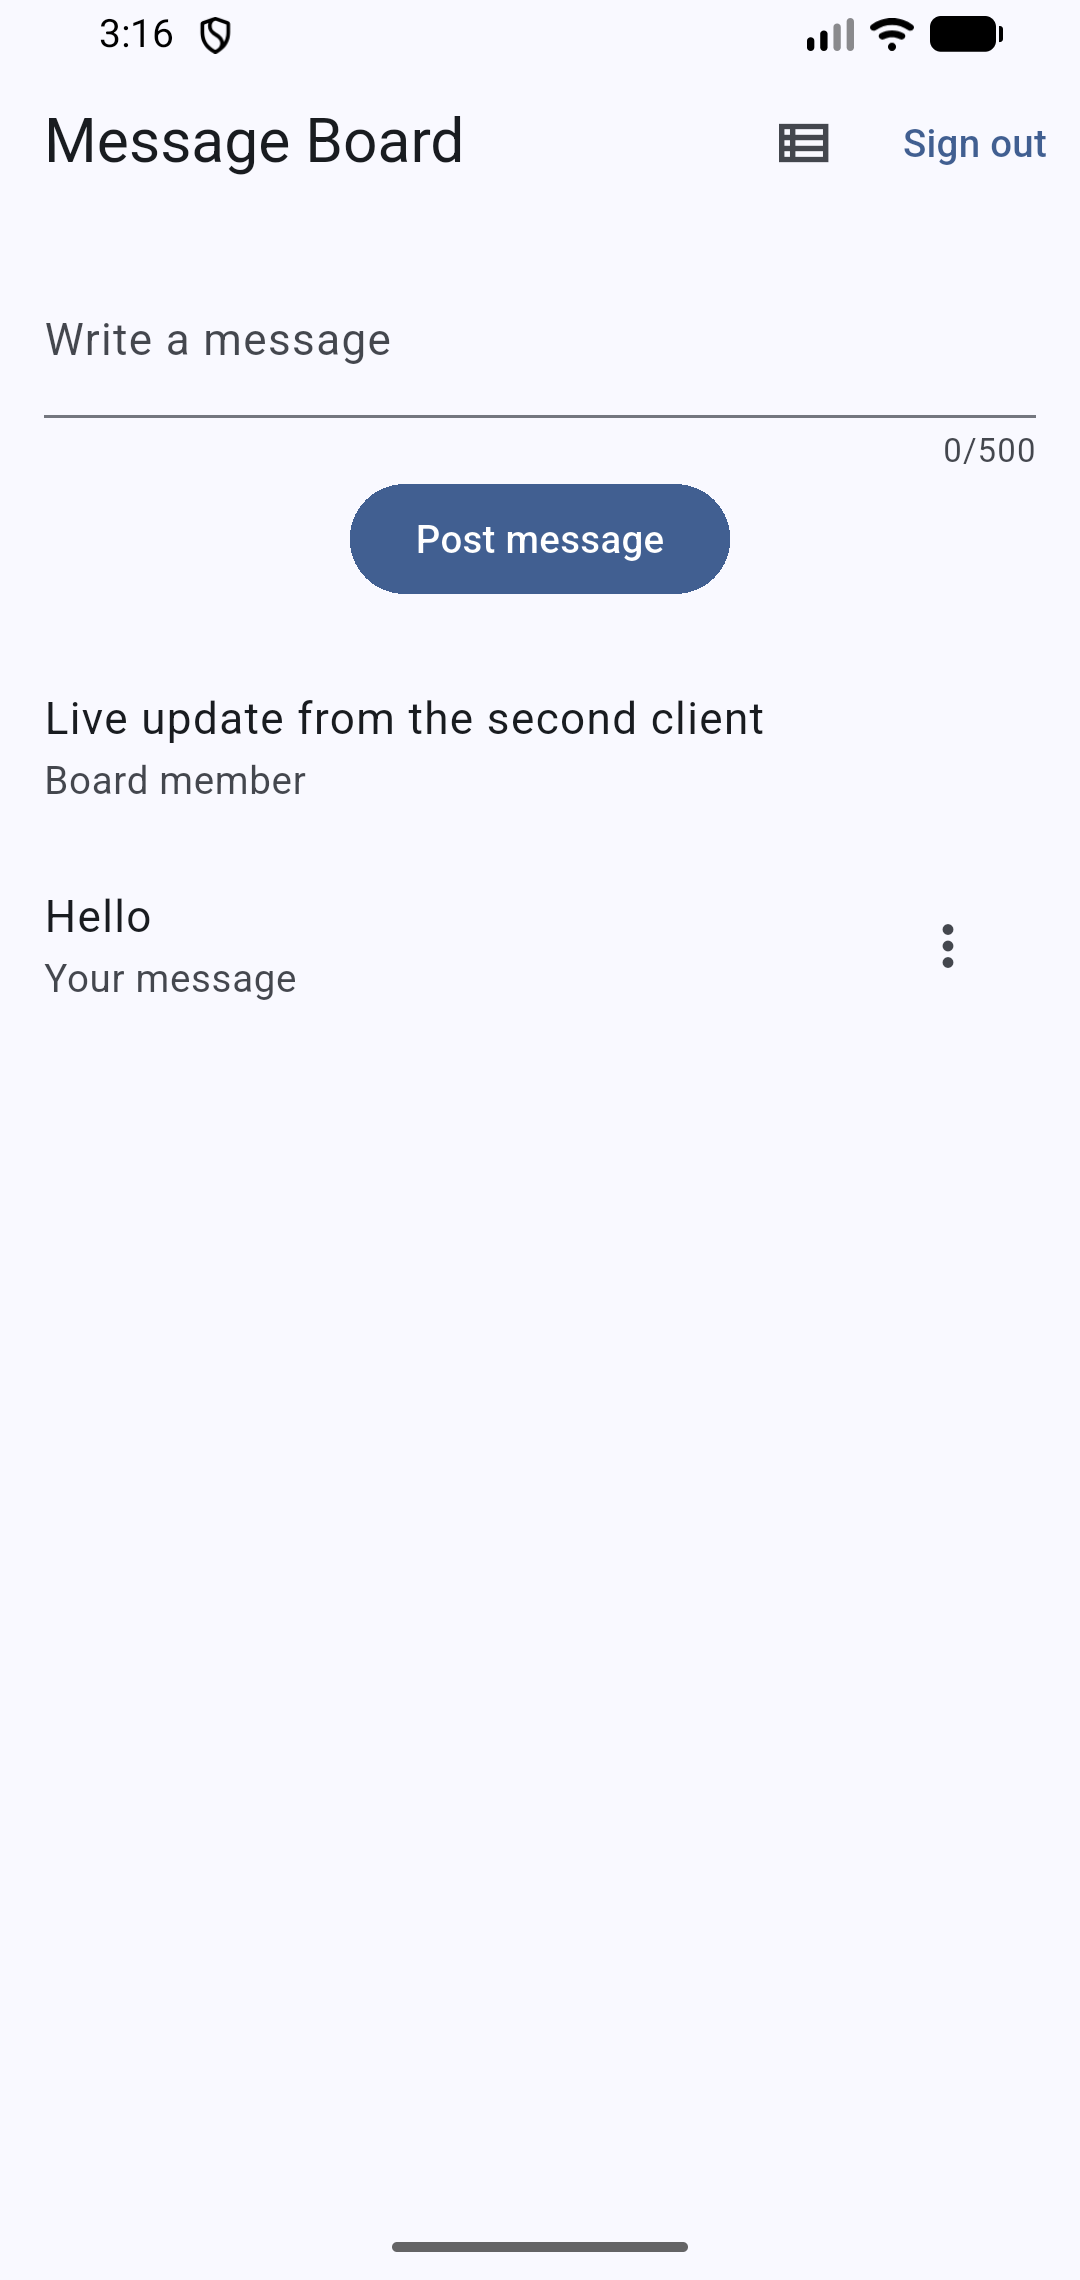 3:16
Message Board
Sign out
Write a message
0/500
Post message
Live update from the second client
Board member
Hello
Your message